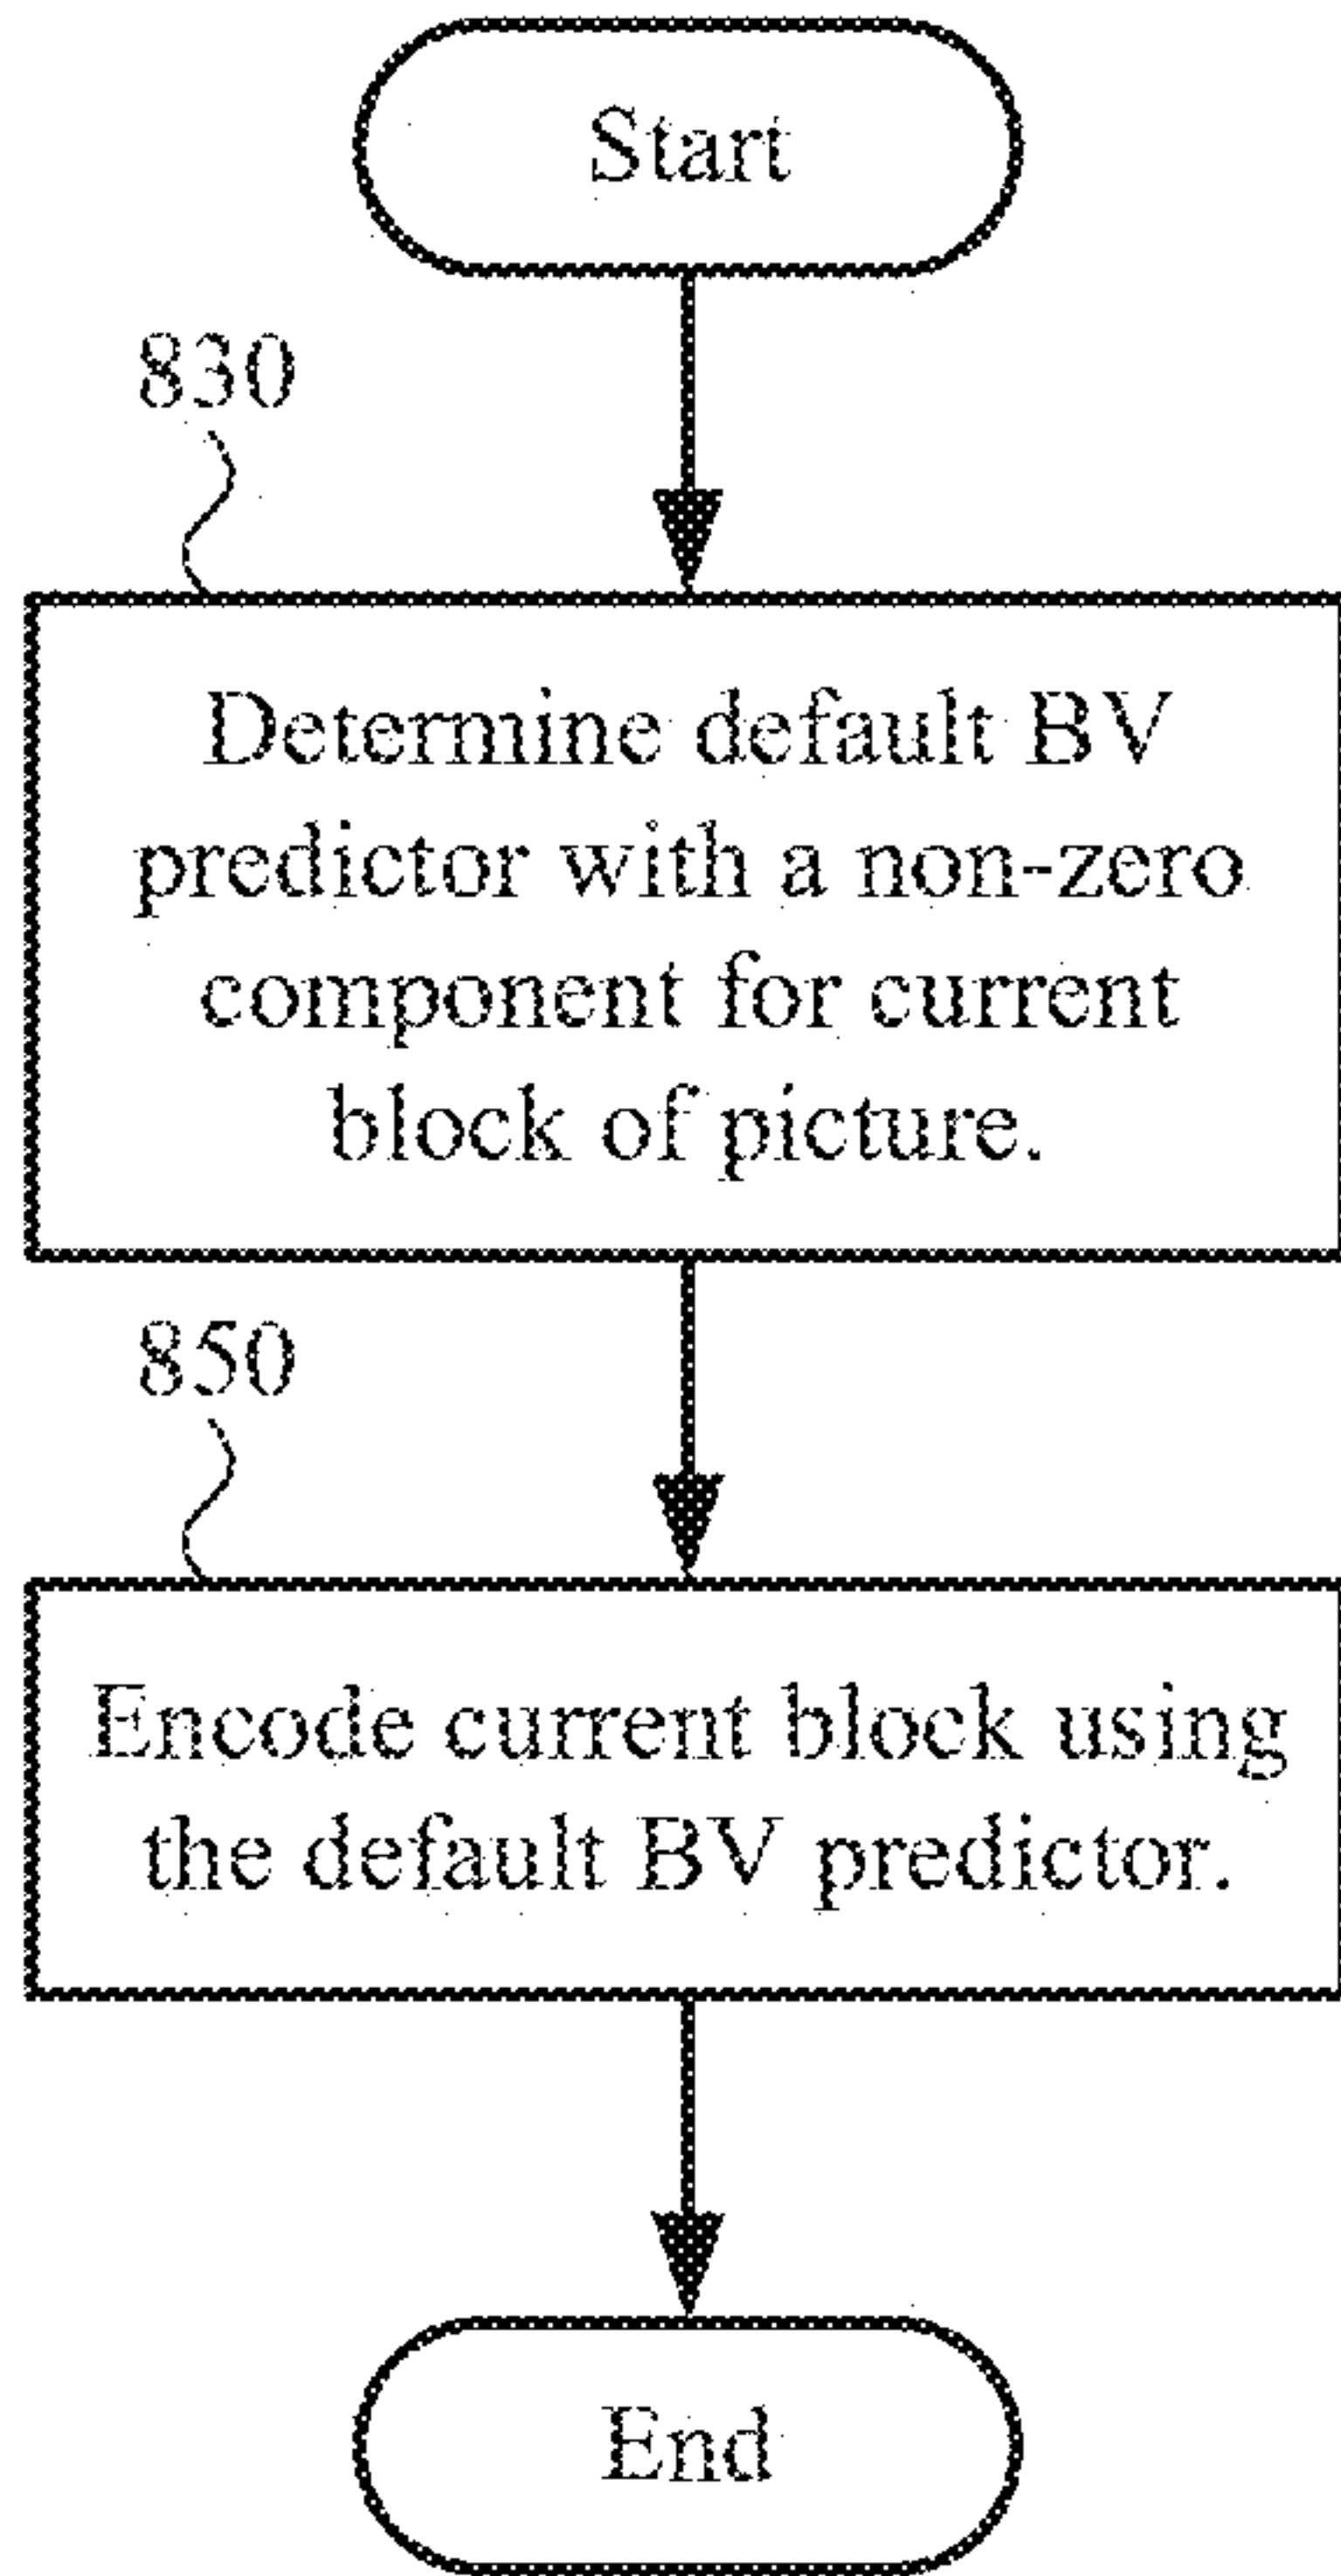 Start
830
Determine default BV
predictor with a non-zero
component for current
block of picture.
850
Encode current block using
the default BV predictor.
End